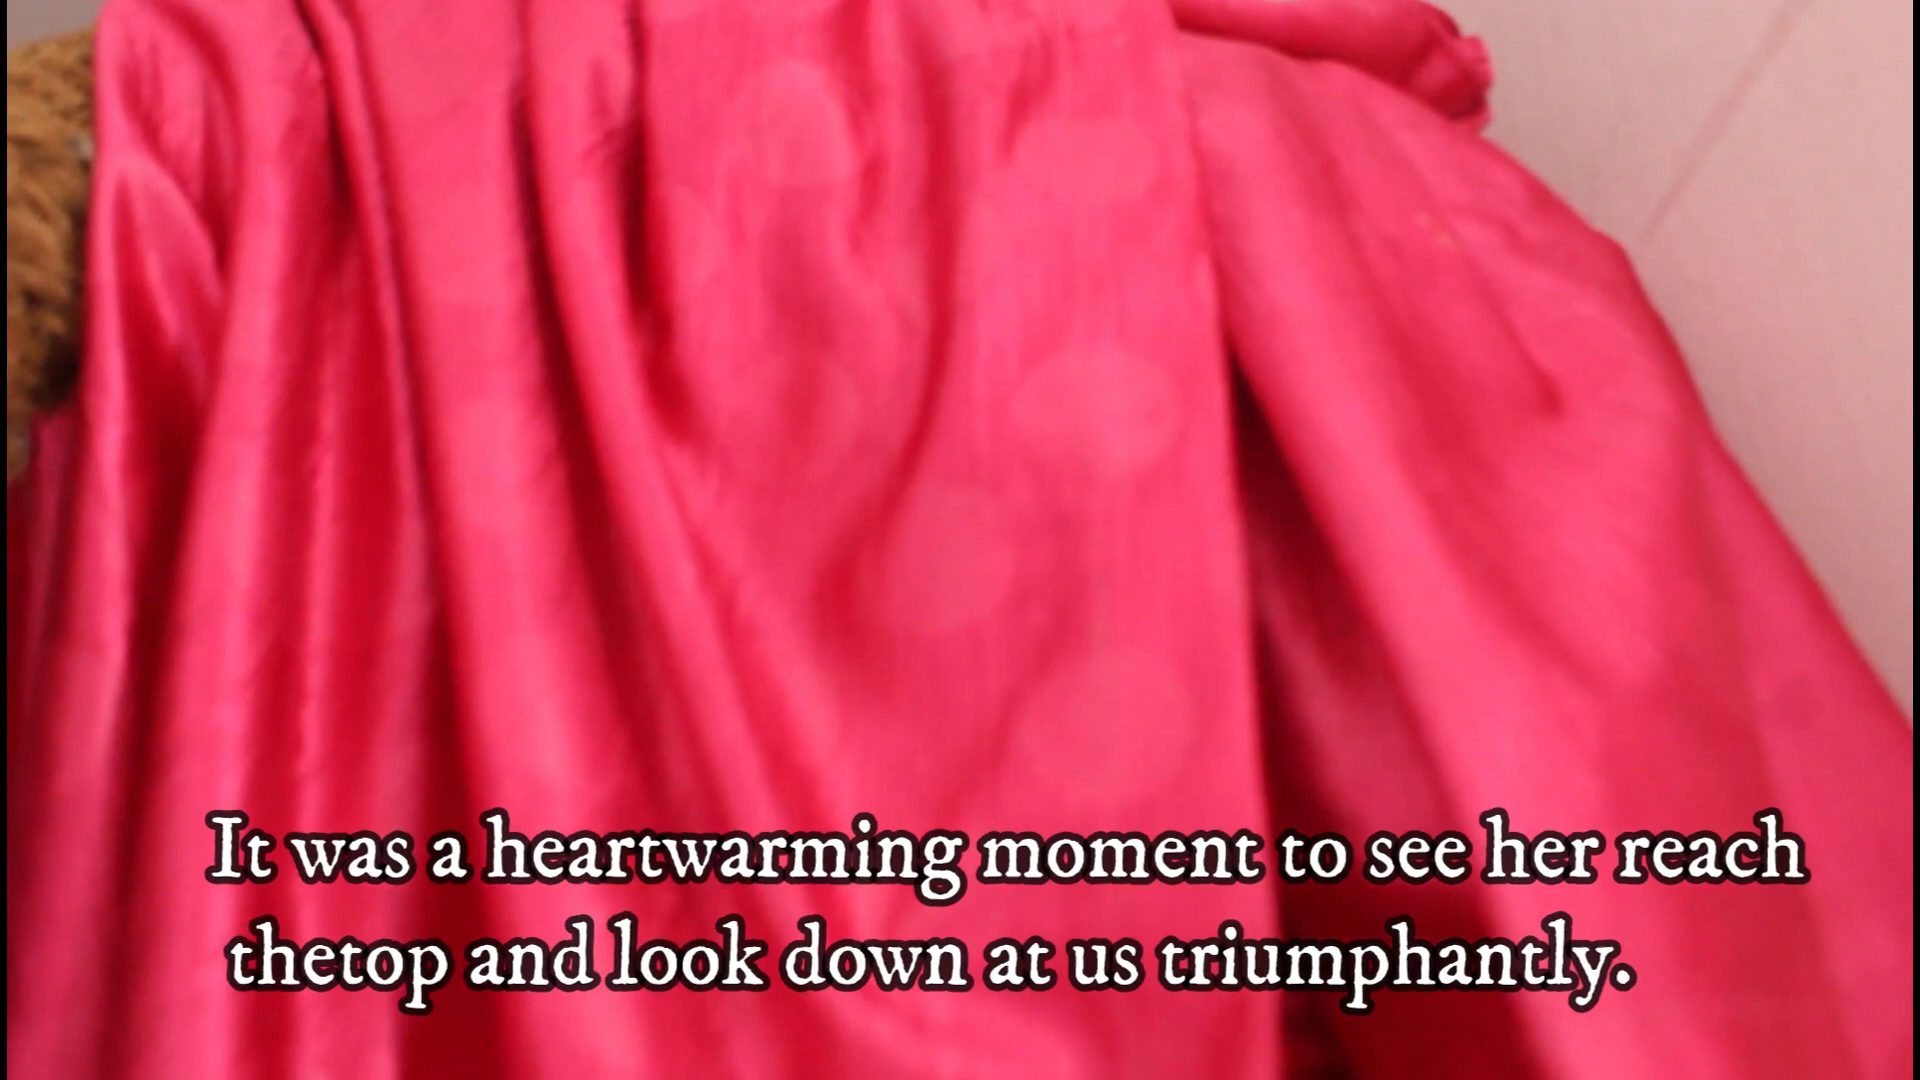 It was a heartwarming moment to see her reach
thetop and look down at us triumphantly.